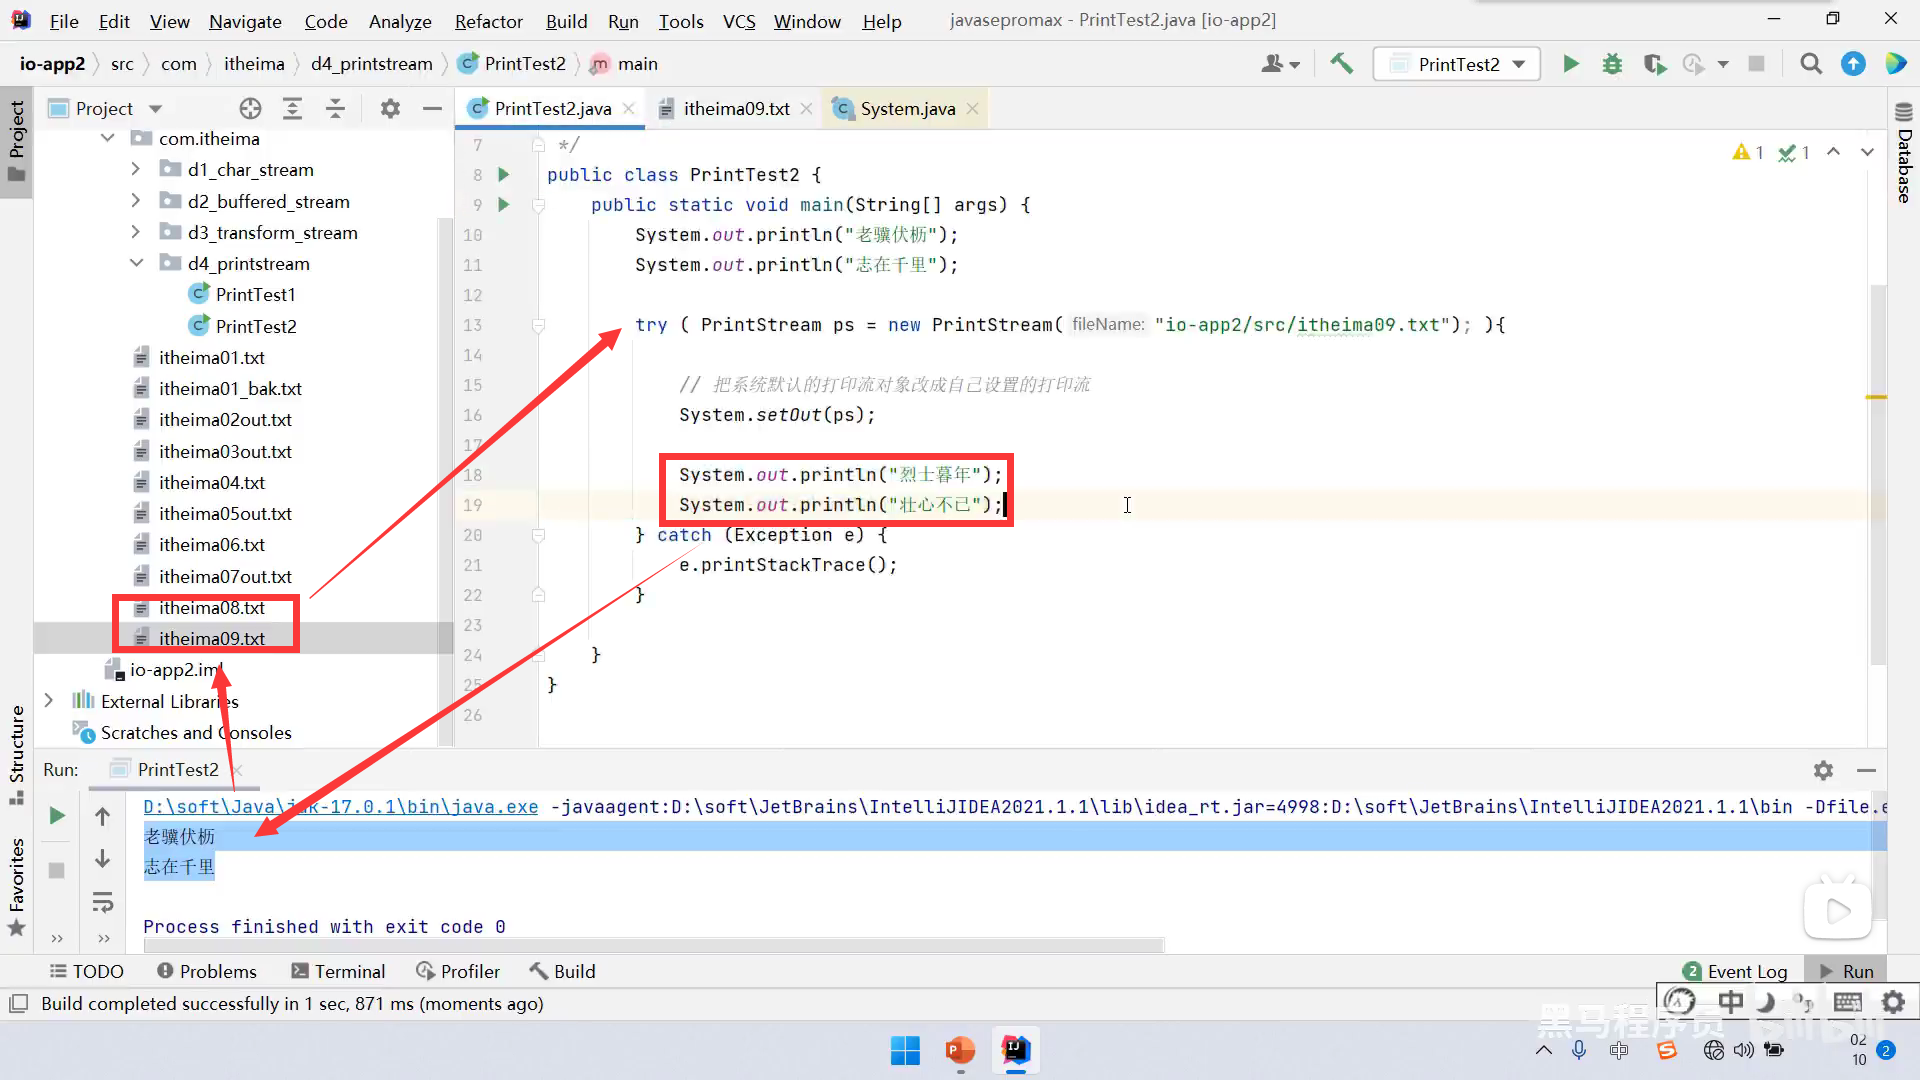 File Edit View Navigate Code Analyze Refactor Build Run Tools VCS Window Help javasepromax - PrintTest2.java [io-app2]
io-app2 src com itheima d4_printstream PrintTest2 main PrintTest2
Project
Project
PrintTest2.java
itheima09.txt
System.java
Database
com.itheima
d1_char_stream
d2_buffered_stream
d3_transform_stream
d4_printstream
PrintTest1
PrintTest2
itheima01.txt
itheima01_bak.txt
itheima02out.txt
itheima03out.txt
itheima04.txt
itheima05out.txt
itheima06.txt
itheima07out.txt
itheima08.txt
itheima09.txt
io-app2.iml
External Libraries
Scratches and Consoles
1 1
7 */
8 public class PrintTest2 {
9 public static void main(String[] args) {
10 System.out.println("老骥伏枥");
11 System.out.println("志在千里");
12
13 try ( PrintStream ps = new PrintStream( fileName: "io-app2/src/itheima09.txt"); ){
14
15 // 把系统默认的打印流对象改成自己设置的打印流
16 System.setOut(ps);
17
18 System.out.println("烈士暮年");
19 System.out.println("壮心不已");
20 } catch (Exception e) {
21 e.printStackTrace();
22 }
23
24 }
25 }
26
Structure
Favorites
Run: PrintTest2
D:\soft\Java\jdk-17.0.1\bin\java.exe -javaagent:D:\soft\JetBrains\IntelliJIDEA2021.1.1\lib\idea_rt.jar=4998:D:\soft\JetBrains\IntelliJIDEA2021.1.1\bin -Dfile.e
老骥伏枥
志在千里
Process finished with exit code 0
TODO Problems Terminal Profiler Build 2 Event Log Run
Build completed successfully in 1 sec, 871 ms (moments ago)
中
黑马程序员 bilibili
中
02
10
2